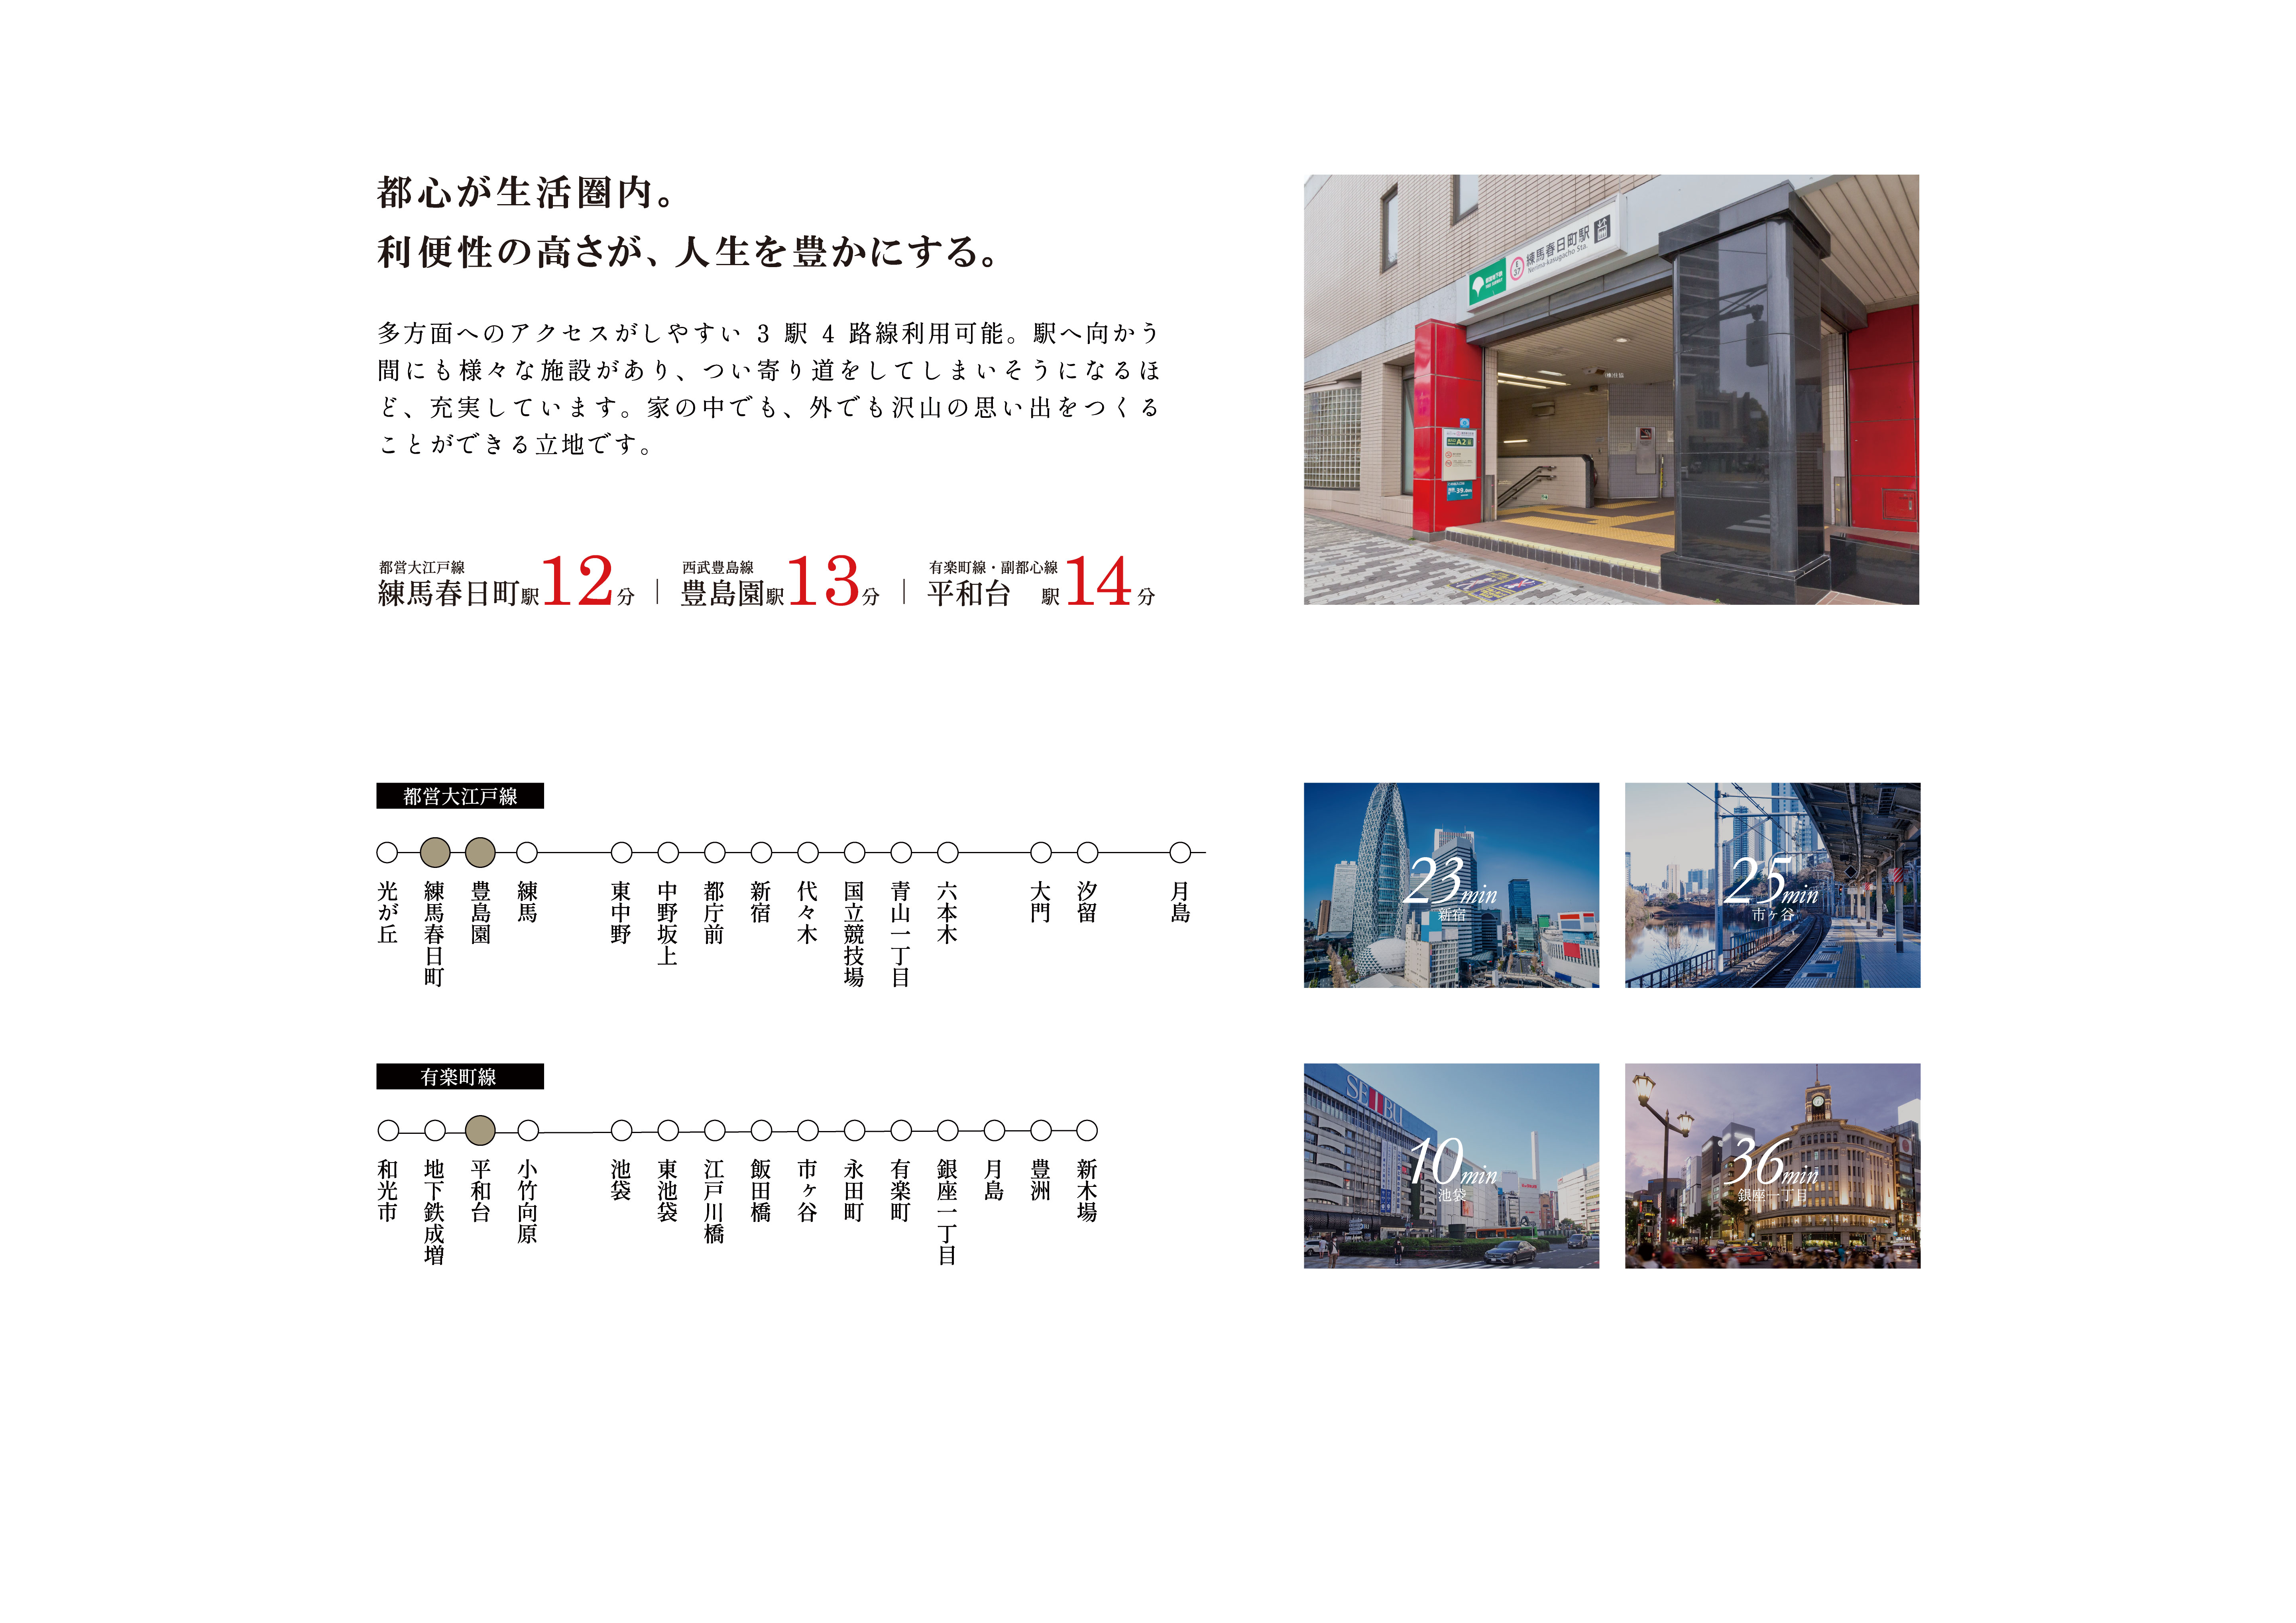 都心が生活圏内。
利便性の高さが、人生を豊かにする。
多方面へのアクセスがしやすい 3 駅 4 路線利用可能。駅へ向かう
間にも様々な施設があり、つい寄り道をしてしまいそうになるほ
ど、充実しています。家の中でも、外でも沢山の思い出をつくる
ことができる立地です。
都営大江戸線
練馬春日町駅12分
西武豊島線
豊島園駅13分
有楽町線・副都心線
平和台 駅14分
練馬春日町駅
Nerima-kasugacho Sta.
A2
都営大江戸線
光が丘
練馬春日町
豊島園
練馬
東中野
中野坂上
都庁前
新宿
代々木
国立競技場
青山一丁目
六本木
大門
汐留
月島
23min
新宿
25min
市ヶ谷
有楽町線
和光市
地下鉄成増
平和台
小竹向原
池袋
東池袋
江戸川橋
飯田橋
市ヶ谷
永田町
有楽町
銀座一丁目
月島
豊洲
新木場
SEIBU
10min
池袋
36min
銀座一丁目